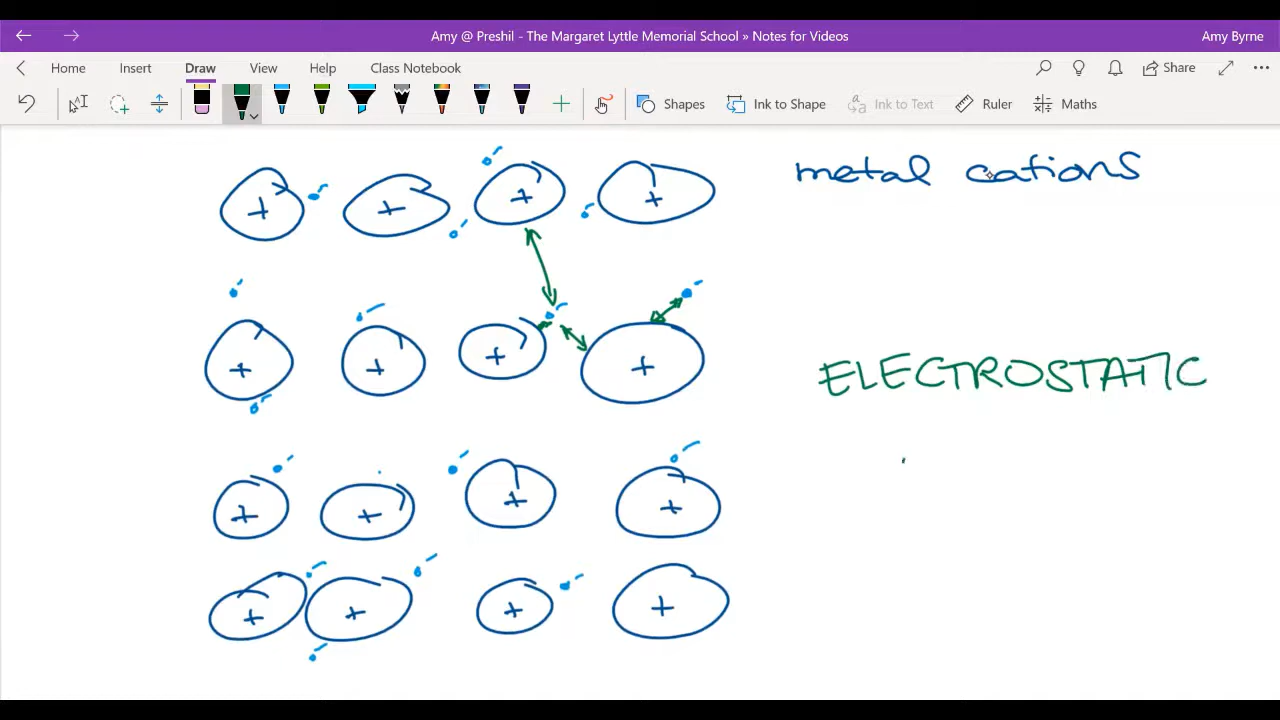 Amy @ Preshil - The Margaret Lyttle Memorial School » Notes for Videos
Amy Byrne
Home Insert Draw View Help Class Notebook Share
Shapes Ink to Shape Ink to Text Ruler Maths
metal cations
+ + + +
+ + + +
ELECTROSTATIC
+ + + +
+ + + +